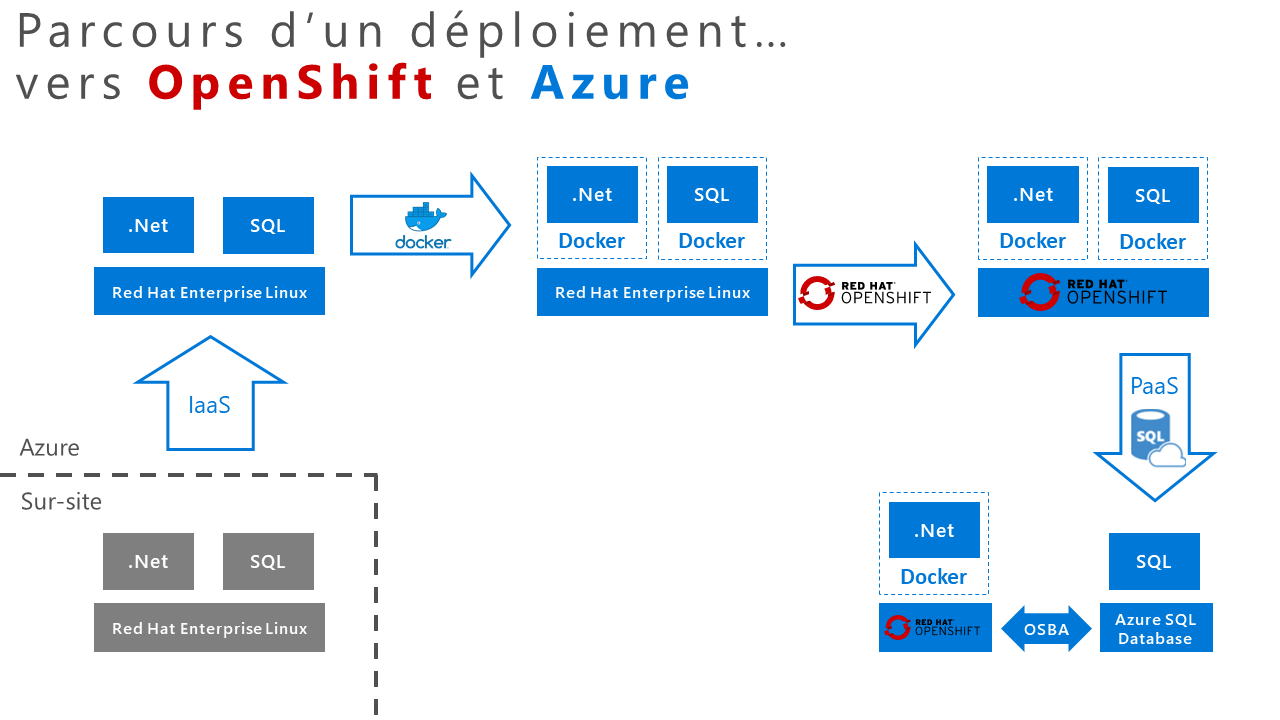 Parcours d’un déploiement…
vers OpenShift et Azure
.Net
SQL
Red Hat Enterprise Linux
docker
.Net
Docker
SQL
Docker
Red Hat Enterprise Linux
RED HAT
OPENSHIFT
.Net
Docker
SQL
Docker
RED HAT
OPENSHIFT
IaaS
PaaS
SQL
Azure
Sur-site
.Net
SQL
Red Hat Enterprise Linux
.Net
Docker
RED HAT
OPENSHIFT
OSBA
SQL
Azure SQL
Database